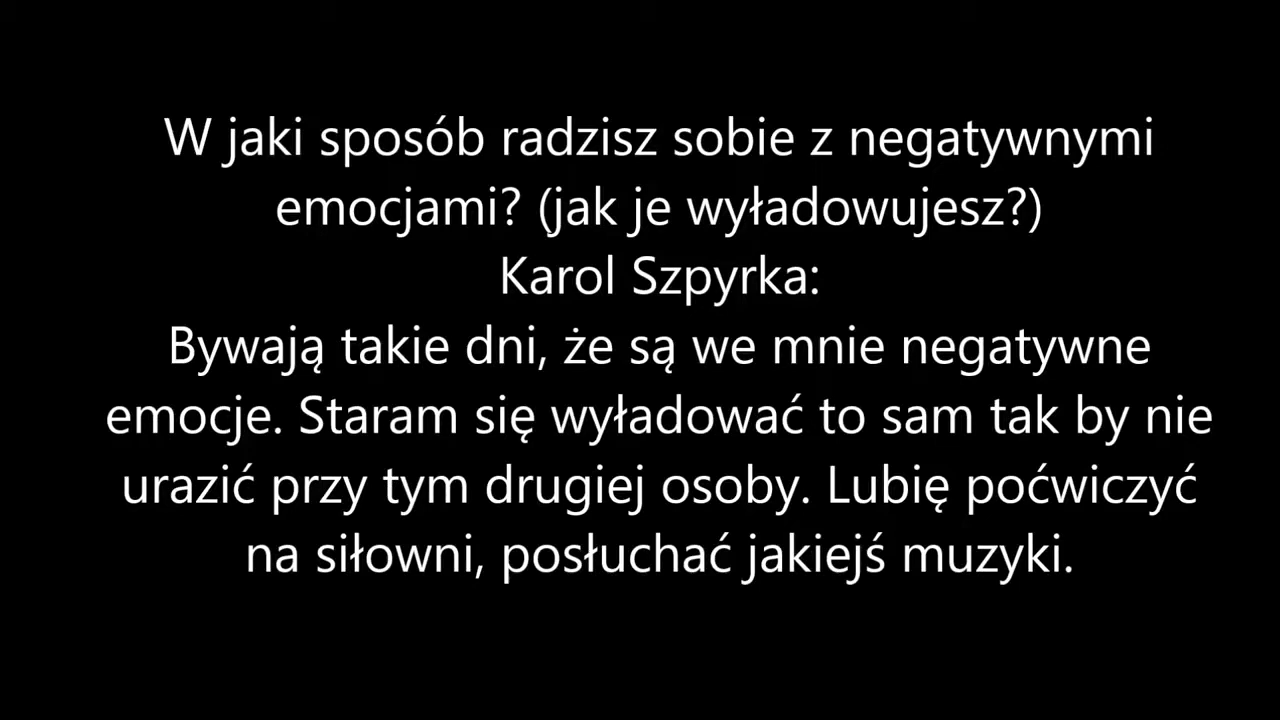 W jaki sposób radzisz sobie z negatywnymi
emocjami? (jak je wyładowujesz?)
Karol Szpyrka:
Bywają takie dni, że są we mnie negatywne
emocje. Staram się wyładować to sam tak by nie
urazić przy tym drugiej osoby. Lubię poćwiczyć
na siłowni, posłuchać jakiejś muzyki.